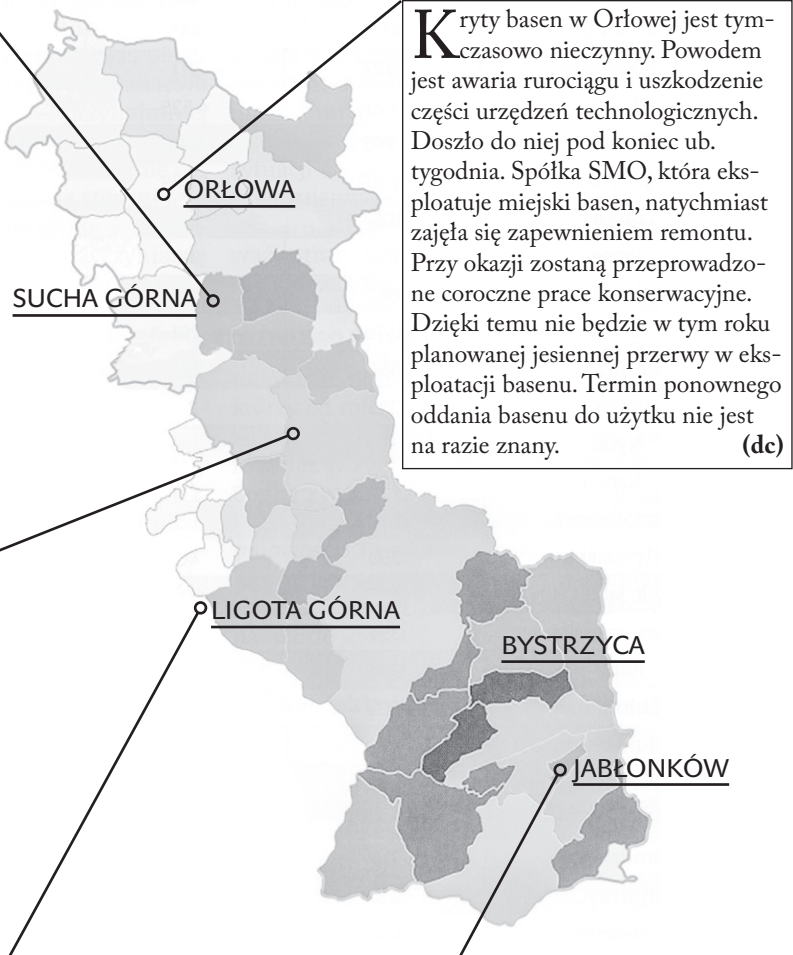 Kryty basen w Orłowej jest tym-
czasowo nieczynny. Powodem
jest awaria rurociągu i uszkodzenie
części urządzeń technologicznych.
Doszło do niej pod koniec ub.
tygodnia. Spółka SMO, która eks-
ploatuje miejski basen, natychmiast
zajęła się zapewnieniem remontu.
Przy okazji zostaną przeprowadzo-
ne coroczne prace konserwacyjne.
Dzięki temu nie będzie w tym roku
planowanej jesiennej przerwy w eks-
ploatacji basenu. Termin ponownego
oddania basenu do użytku nie jest
na razie znany. (dc)
ORŁOWA
SUCHA GÓRNA
LIGOTA GÓRNA
BYSTRZYCA
JABŁONKÓW